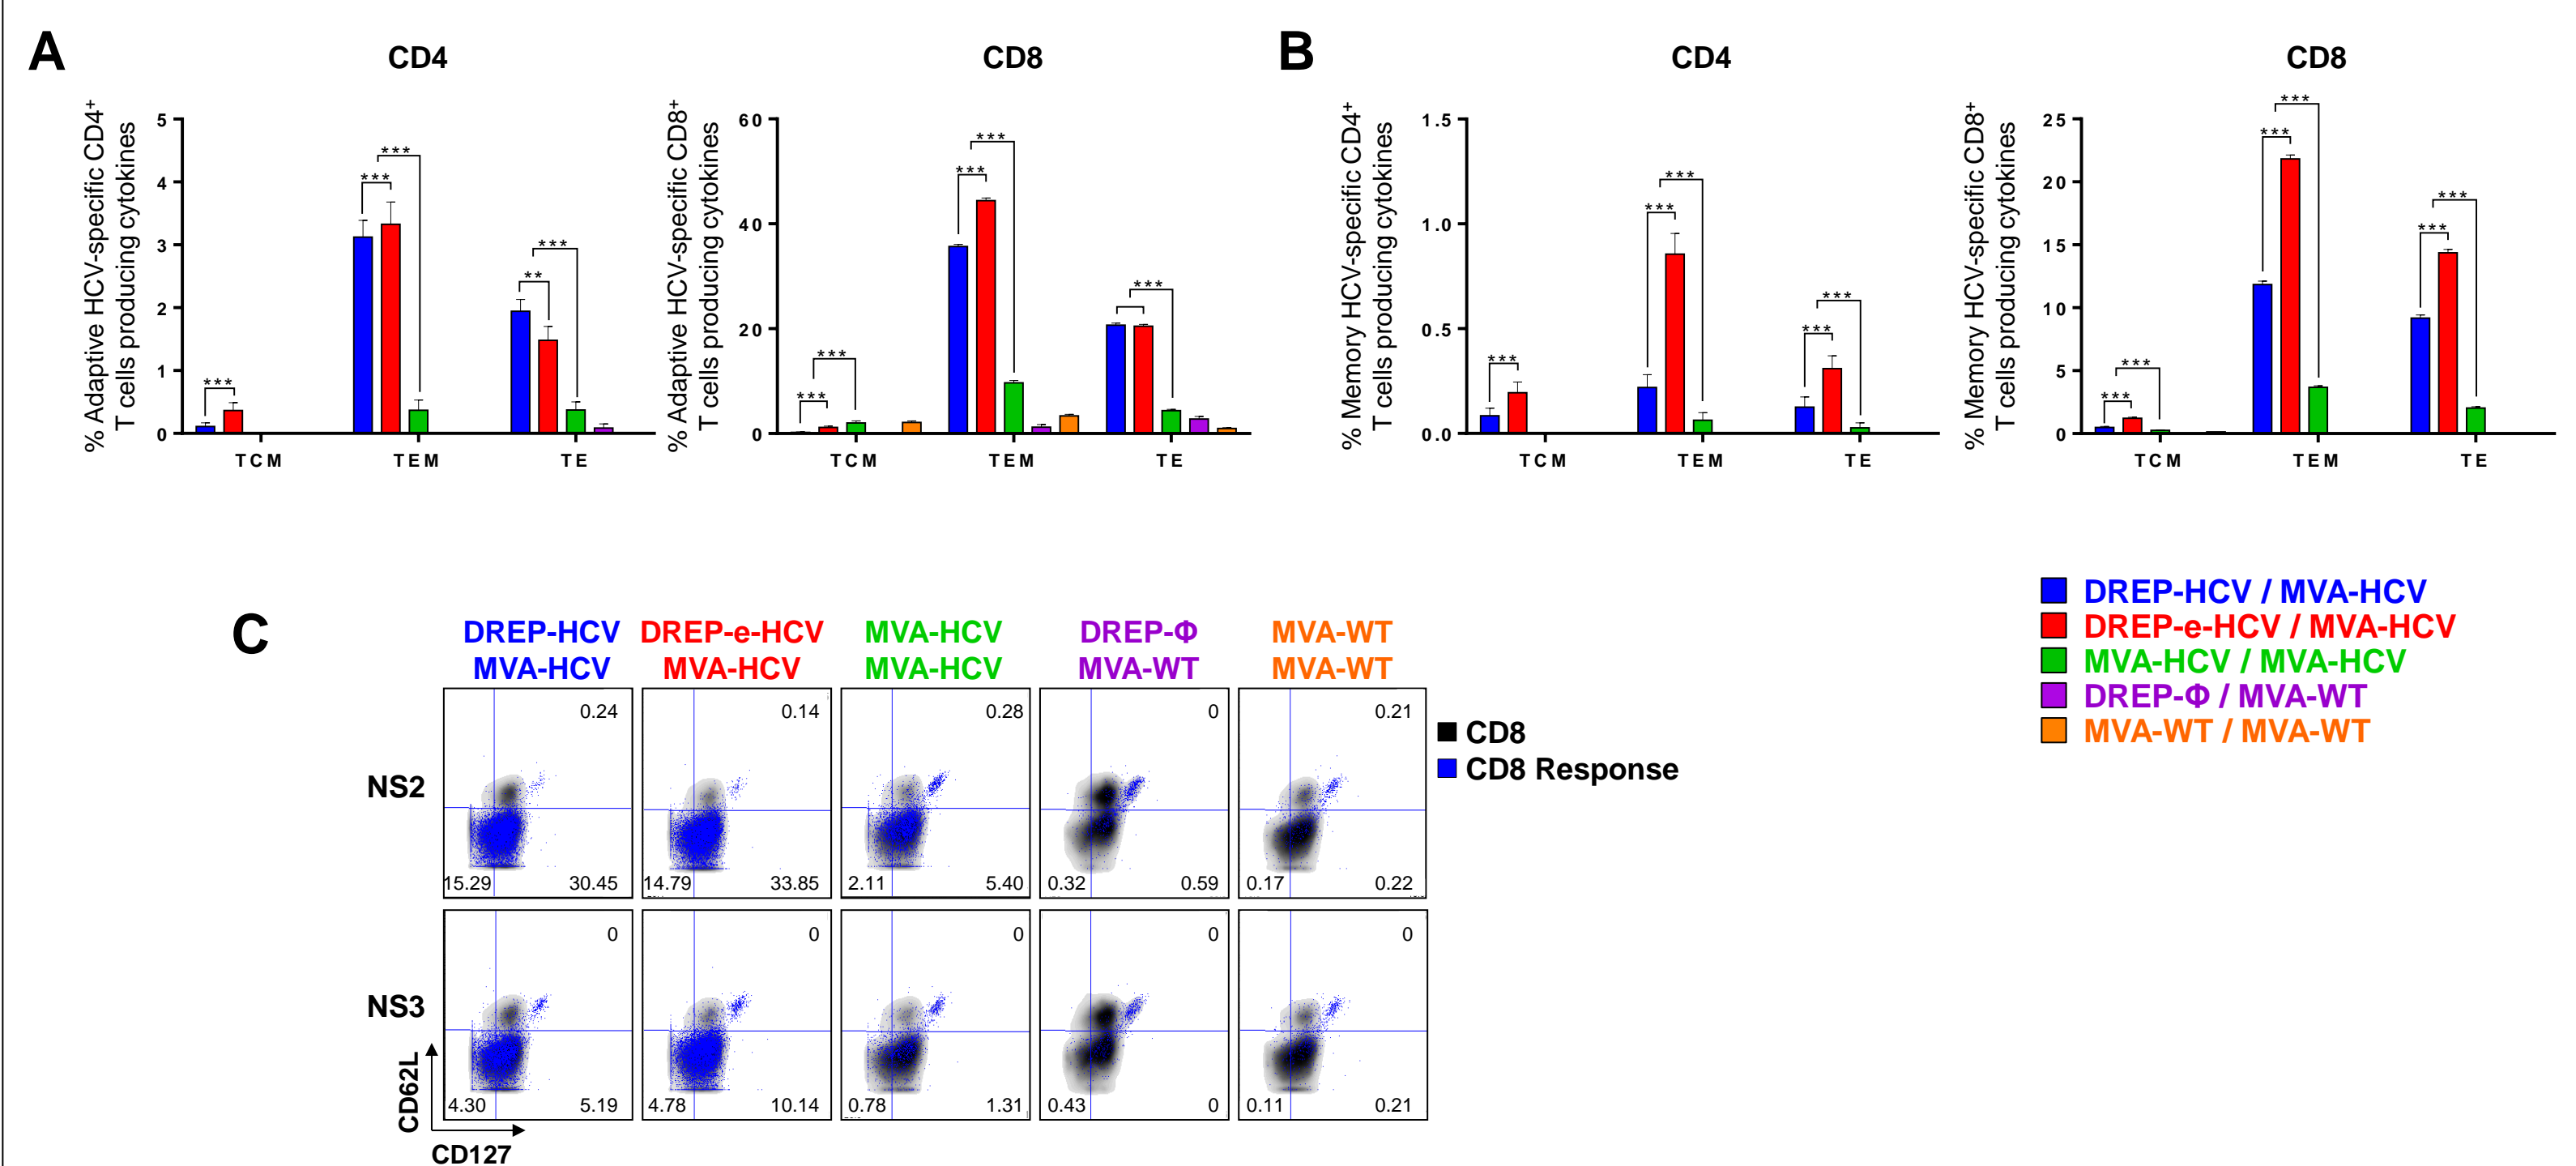 A
CD4
% Adaptive HCV-specific CD4+
T cells producing cytokines
5
4
3
2
1
0
***
***
***
**
***
TCM
TEM
TE
CD8
% Adaptive HCV-specific CD8+
T cells producing cytokines
60
40
20
0
***
***
***
***
***
TCM
TEM
TE
B
CD4
% Memory HCV-specific CD4+
T cells producing cytokines
1.5
1.0
0.5
0.0
***
***
***
***
***
TCM
TEM
TE
CD8
% Memory HCV-specific CD8+
T cells producing cytokines
25
20
15
10
5
0
***
***
***
***
***
***
TCM
TEM
TE
DREP-HCV / MVA-HCV
DREP-e-HCV / MVA-HCV
MVA-HCV / MVA-HCV
DREP-Φ / MVA-WT
MVA-WT / MVA-WT
C
DREP-HCV DREP-e-HCV MVA-HCV DREP-Φ MVA-WT
MVA-HCV MVA-HCV MVA-HCV MVA-WT MVA-WT
NS2
0.24 0.14 0.28 0 0.21
15.29 30.45 14.79 33.85 2.11 5.40 0.32 0.59 0.17 0.22
CD8
CD8 Response
NS3
0 0 0 0 0
4.30 5.19 4.78 10.14 0.78 1.31 0.43 0 0.11 0.21
CD62L
CD127